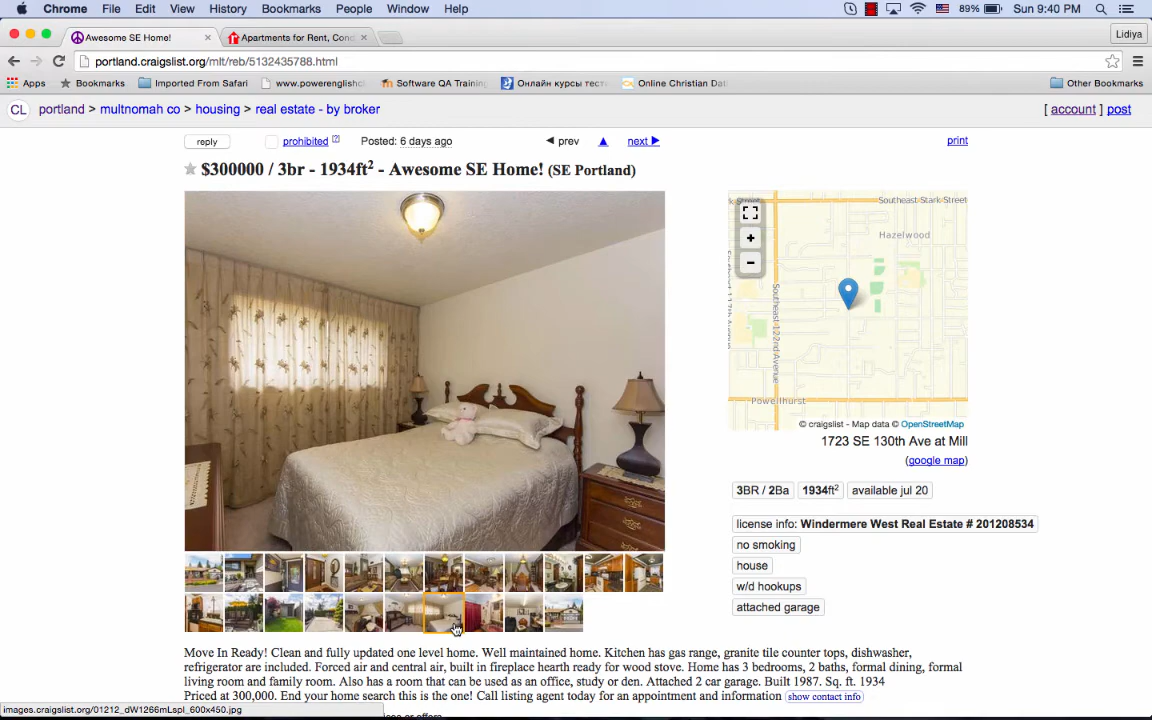 Chrome File Edit View History Bookmarks People Window Help 89% Sun 9:40 PM
Awesome SE Home! × Apartments for Rent, Cond × Lidiya
portland.craigslist.org/mlt/reb/5132435788.html
Apps Bookmarks Imported From Safari www.powerenglish Software QA Training Онлайн курсы тест Online Christian Dat Other Bookmarks
CL portland > multnomah co > housing > real estate - by broker [ account ] post
reply prohibited [?] Posted: 6 days ago ◀ prev ▲ next ▶ print
$300000 / 3br - 1934ft² - Awesome SE Home! (SE Portland)
Southeast Stark Street
Hazelwood
+
−
Southeast 122nd Avenue
Powellhurst
© craigslist - Map data © OpenStreetMap
1723 SE 130th Ave at Mill
(google map)
3BR / 2Ba 1934ft² available jul 20
license info: Windermere West Real Estate # 201208534
no smoking
house
w/d hookups
attached garage
Move In Ready! Clean and fully updated one level home. Well maintained home. Kitchen has gas range, granite tile counter tops, dishwasher,
refrigerator are included. Forced air and central air, built in fireplace hearth ready for wood stove. Home has 3 bedrooms, 2 baths, formal dining, formal
living room and family room. Also has a room that can be used as an office, study or den. Attached 2 car garage. Built 1987. Sq. ft. 1934
Priced at 300,000. End your home search this is the one! Call listing agent today for an appointment and information show contact info
images.craigslist.org/01212_dW1266mLspl_600x450.jpg